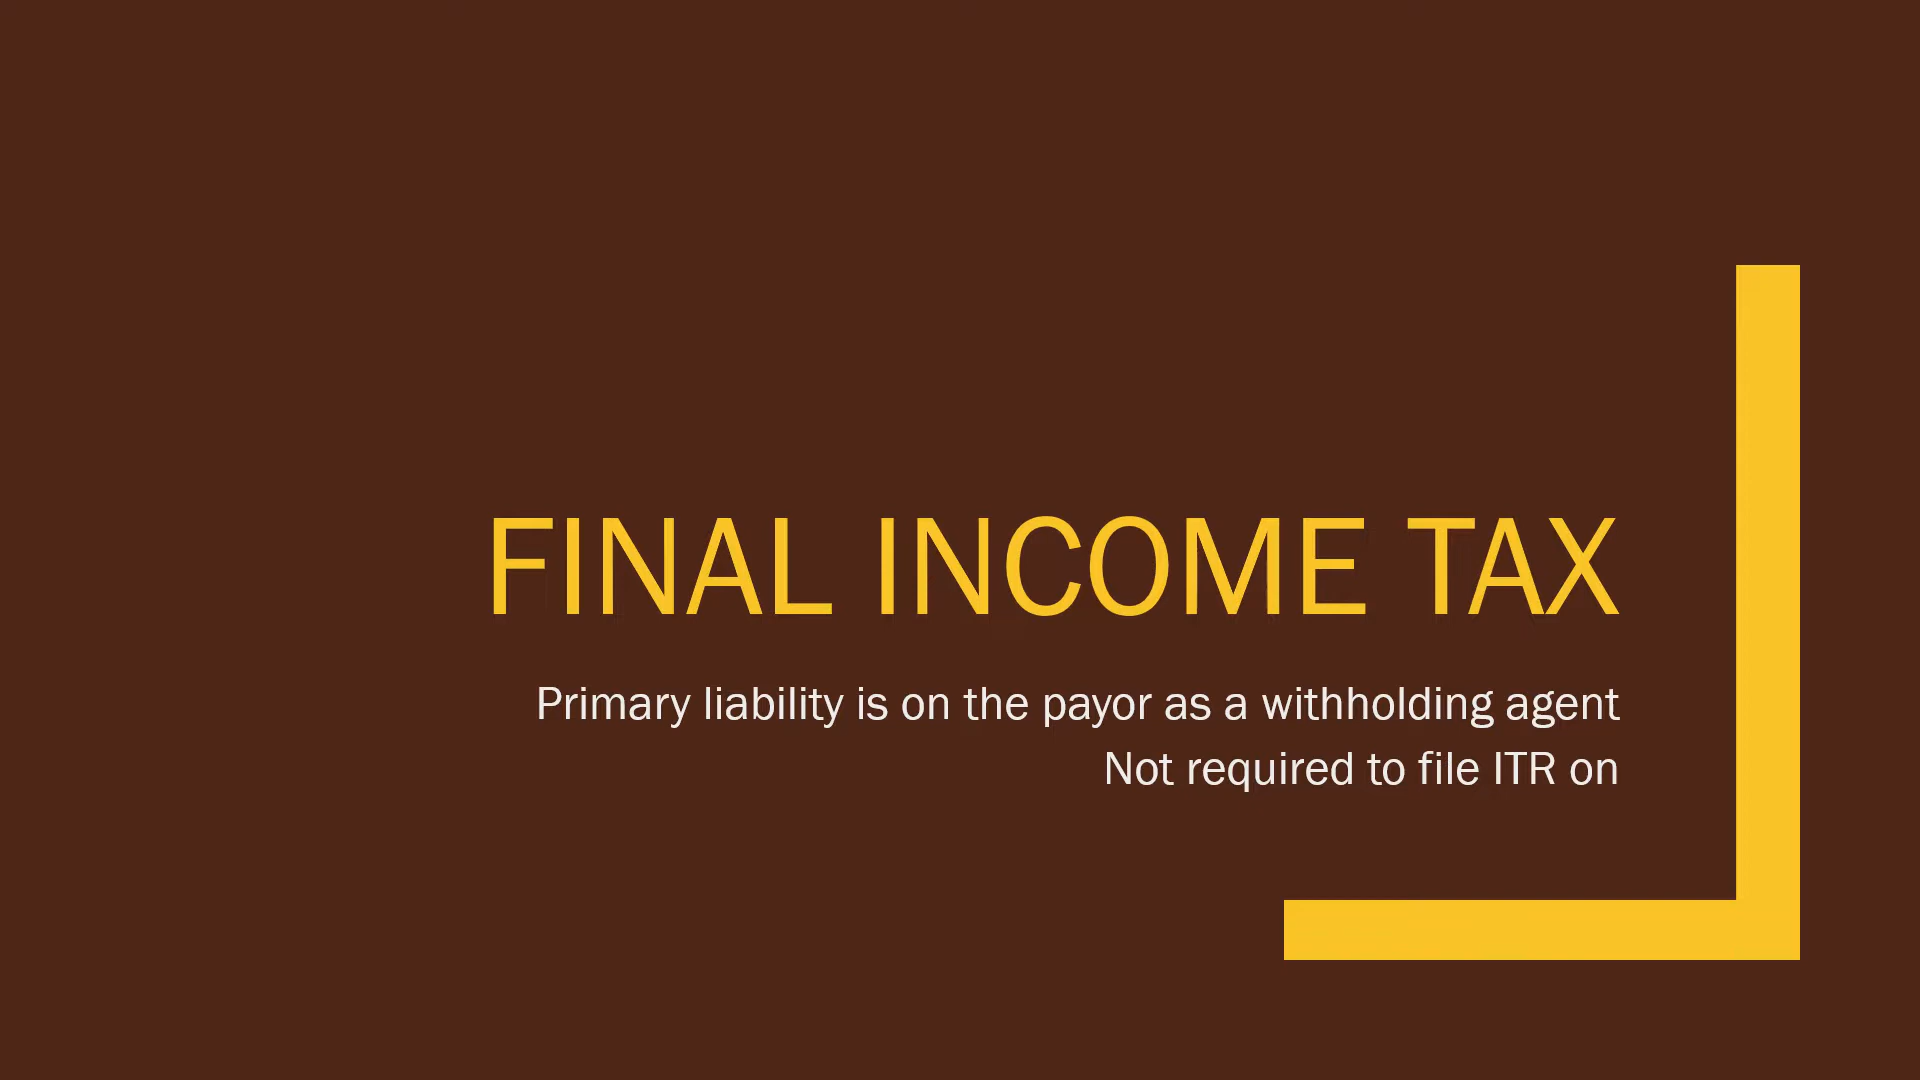 FINAL INCOME TAX
Primary liability is on the payor as a withholding agent
Not required to file ITR on